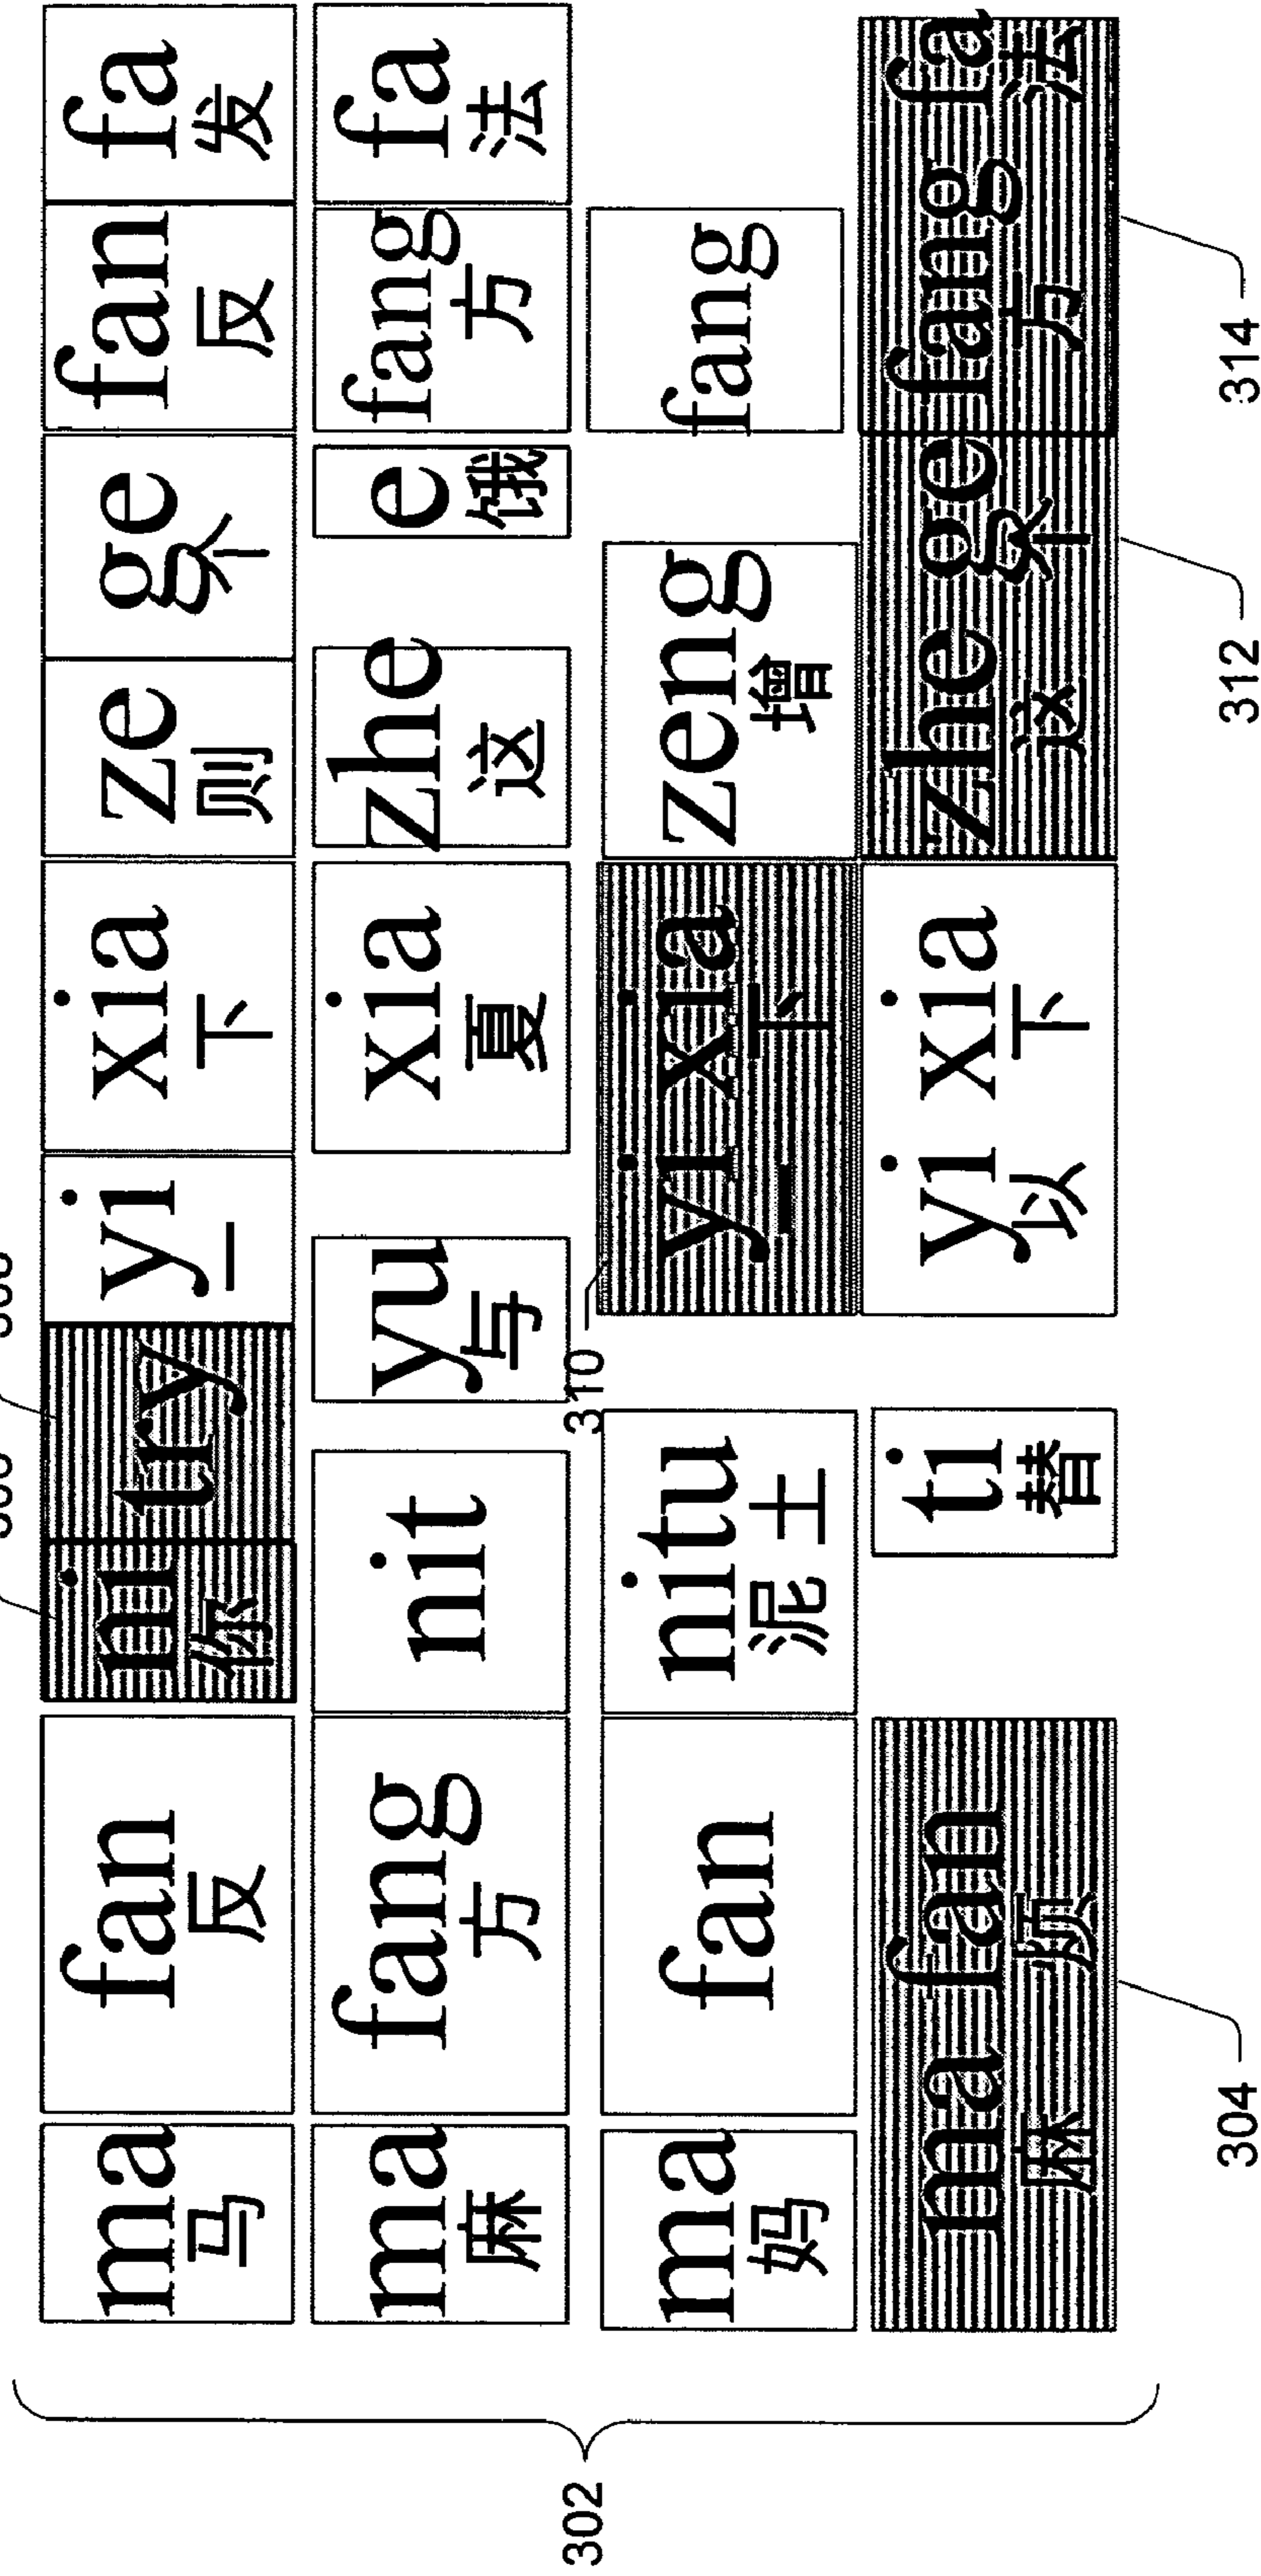 ma fan ni try yi xia ze ge fan fa
马 反 你 一 下 则 个 反 发
ma fang nit yu xia zhe e fang fa
麻 方 与 夏 这 饿 方 法
302
310
ma fan nitu yi xia zeng fang
妈 泥 土 一 下 增
ma fan ti yi xia zhe ge fang fa
麻 烦 替 以 下 这 个 方 法
304 312 314